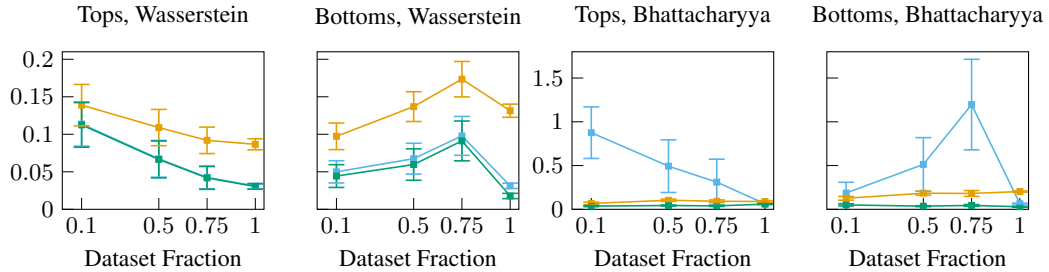 Tops, Wasserstein
Bottoms, Wasserstein
Tops, Bhattacharyya
Bottoms, Bhattacharyya
0.2
0.15
0.1
0.05
0
1.5
1
0.5
0
0.1 0.5 0.75 1
0.1 0.5 0.75 1
0.1 0.5 0.75 1
0.1 0.5 0.75 1
Dataset Fraction
Dataset Fraction
Dataset Fraction
Dataset Fraction